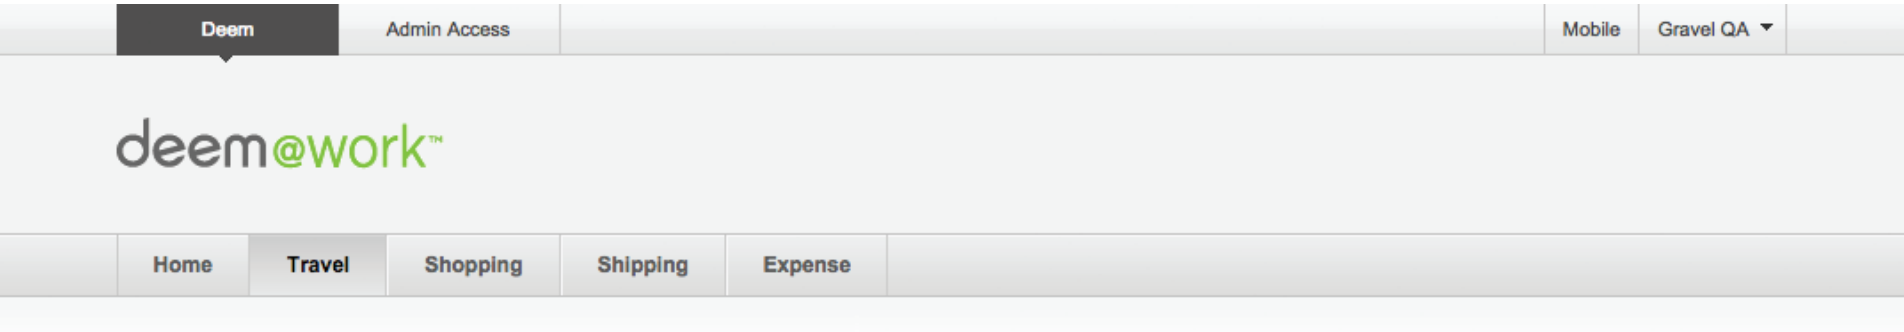 Deem Admin Access Mobile Gravel QA
deem@work™
Home Travel Shopping Shipping Expense